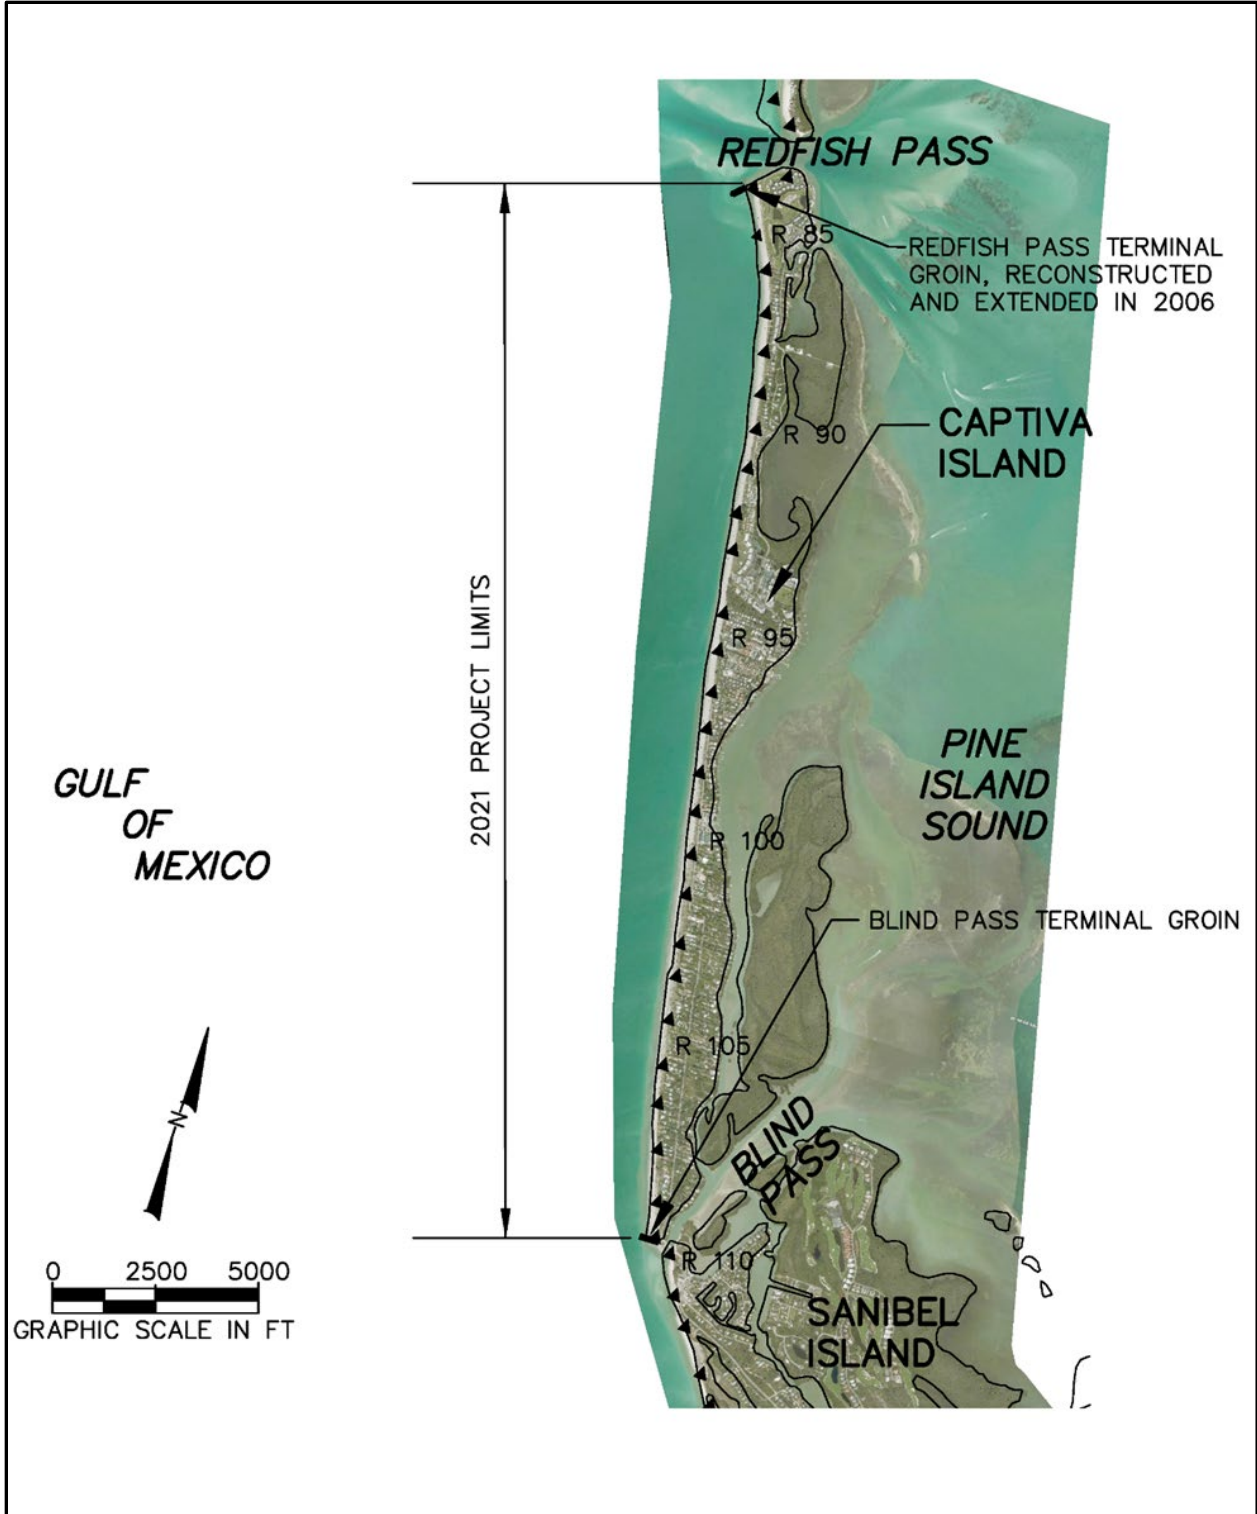 REDFISH PASS
R 85
REDFISH PASS TERMINAL
GROIN, RECONSTRUCTED
AND EXTENDED IN 2006
CAPTIVA
ISLAND
R 90
2021 PROJECT LIMITS
R 95
PINE
ISLAND
SOUND
GULF
OF
MEXICO
R 100
BLIND PASS TERMINAL GROIN
R 105
BLIND
PASS
N
R 110
0 2500 5000
GRAPHIC SCALE IN FT
SANIBEL
ISLAND